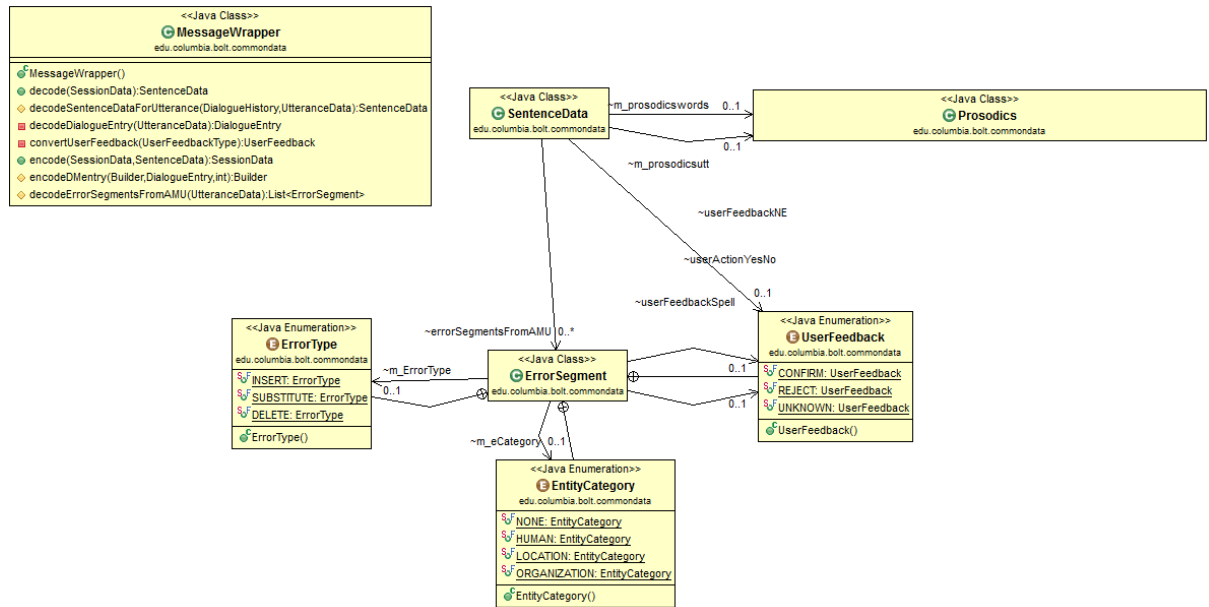 <<Java Class>>
MessageWrapper
edu.columbia.bolt.commondata
MessageWrapper()
decode(SessionData):SentenceData
decodeSentenceDataForUtterance(DialogueHistory,UtteranceData):SentenceData
decodeDialogueEntry(UtteranceData):DialogueEntry
convertUserFeedback(UserFeedbackType):UserFeedback
encode(SessionData,SentenceData):SessionData
encodeDMentry(Builder,DialogueEntry,int):Builder
decodeErrorSegmentsFromAMU(UtteranceData):List<ErrorSegment>
<<Java Class>>
SentenceData
edu.columbia.bolt.commondata
~m_prosodicswords 0..1
0..1
~m_prosodicsutt
<<Java Class>>
Prosodics
edu.columbia.bolt.commondata
~userFeedbackNE
~userActionYesNo
0..1
~userFeedbackSpell
~errorSegmentsFromAMU 0..*
<<Java Enumeration>>
ErrorType
edu.columbia.bolt.commondata
INSERT: ErrorType
SUBSTITUTE: ErrorType
DELETE: ErrorType
ErrorType()
~m_ErrorType
0..1
<<Java Class>>
ErrorSegment
edu.columbia.bolt.commondata
0..1
0..1
<<Java Enumeration>>
UserFeedback
edu.columbia.bolt.commondata
CONFIRM: UserFeedback
REJECT: UserFeedback
UNKNOWN: UserFeedback
UserFeedback()
~m_eCategory 0..1
<<Java Enumeration>>
EntityCategory
edu.columbia.bolt.commondata
NONE: EntityCategory
HUMAN: EntityCategory
LOCATION: EntityCategory
ORGANIZATION: EntityCategory
EntityCategory()